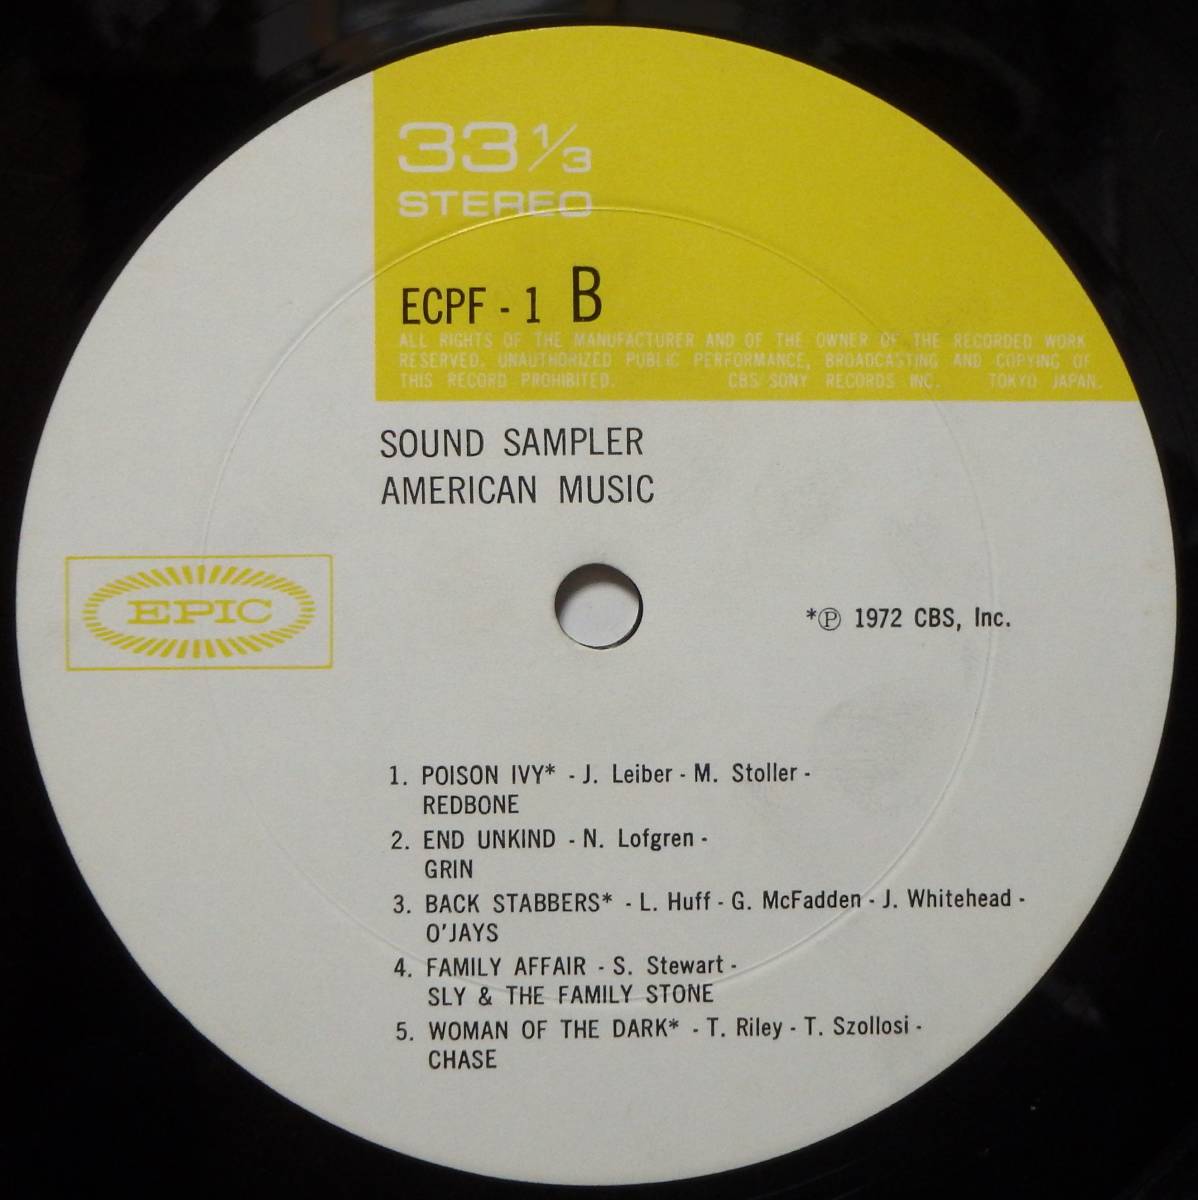 33 1/3
STEREO
ECPF - 1 B
ALL RIGHTS OF THE MANUFACTURER AND OF THE OWNER OF THE RECORDED WORK
RESERVED. UNAUTHORIZED PUBLIC PERFORMANCE, BROADCASTING AND COPYING OF
THIS RECORD PROHIBITED. CBS/SONY RECORDS INC. TOKYO JAPAN.
SOUND SAMPLER
AMERICAN MUSIC
EPIC
*Ⓟ 1972 CBS, Inc.
1. POISON IVY* - J. Leiber - M. Stoller -
REDBONE
2. END UNKIND - N. Lofgren -
GRIN
3. BACK STABBERS* - L. Huff - G. McFadden - J. Whitehead -
O'JAYS
4. FAMILY AFFAIR - S. Stewart -
SLY & THE FAMILY STONE
5. WOMAN OF THE DARK* - T. Riley - T. Szollosi -
CHASE